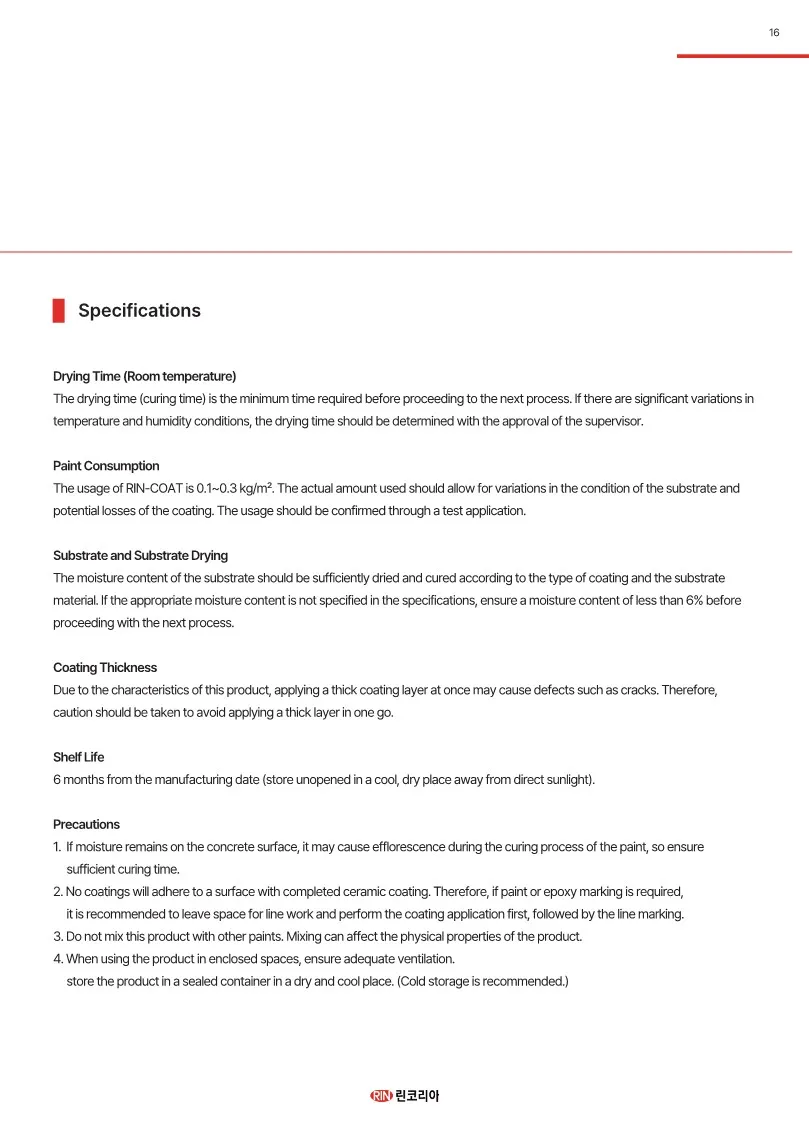 16
Specifications
Drying Time (Room temperature)
The drying time (curing time) is the minimum time required before proceeding to the next process. If there are significant variations in
temperature and humidity conditions, the drying time should be determined with the approval of the supervisor.
Paint Consumption
The usage of RIN-COAT is 0.1~0.3 kg/m². The actual amount used should allow for variations in the condition of the substrate and
potential losses of the coating. The usage should be confirmed through a test application.
Substrate and Substrate Drying
The moisture content of the substrate should be sufficiently dried and cured according to the type of coating and the substrate
material. If the appropriate moisture content is not specified in the specifications, ensure a moisture content of less than 6% before
proceeding with the next process.
Coating Thickness
Due to the characteristics of this product, applying a thick coating layer at once may cause defects such as cracks. Therefore,
caution should be taken to avoid applying a thick layer in one go.
Shelf Life
6 months from the manufacturing date (store unopened in a cool, dry place away from direct sunlight).
Precautions
1. If moisture remains on the concrete surface, it may cause efflorescence during the curing process of the paint, so ensure
sufficient curing time.
2. No coatings will adhere to a surface with completed ceramic coating. Therefore, if paint or epoxy marking is required,
it is recommended to leave space for line work and perform the coating application first, followed by the line marking.
3. Do not mix this product with other paints. Mixing can affect the physical properties of the product.
4. When using the product in enclosed spaces, ensure adequate ventilation.
store the product in a sealed container in a dry and cool place. (Cold storage is recommended.)
RIN 린코리아